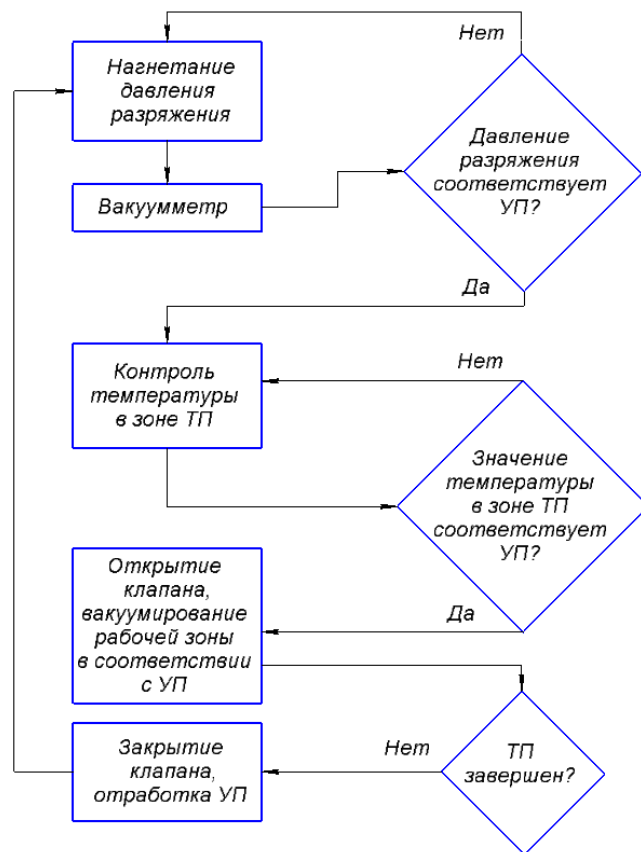 Нет
Нагнетание
давления
разряжения
Давление
разряжения
соответствует
УП?
Вакуумметр
Да
Контроль
температуры
в зоне ТП
Нет
Значение
температуры
в зоне ТП
соответствует
УП?
Открытие
клапана,
вакуумирование
рабочей зоны
в соответствии
с УП
Да
Закрытие
клапана,
отработка УП
Нет
ТП
завершен?